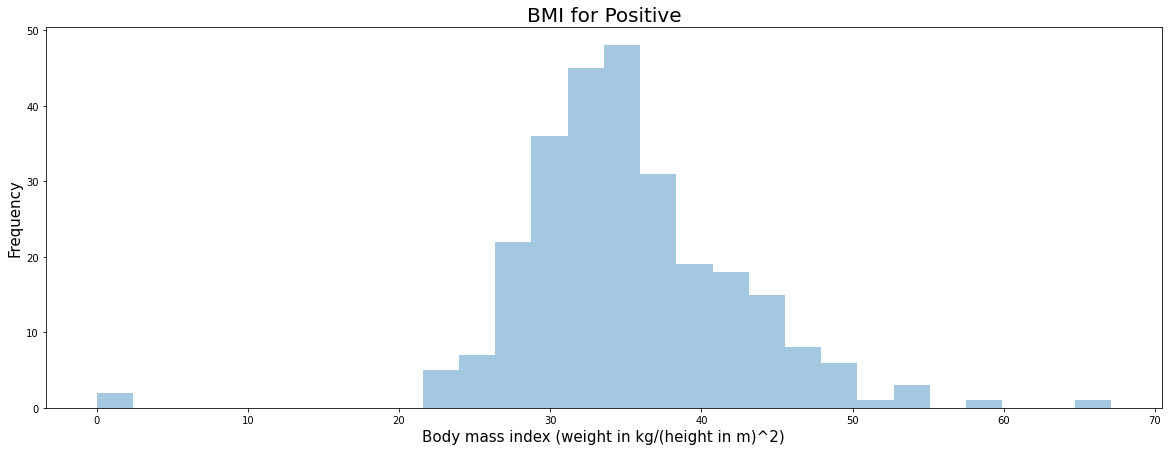 BMI for Positive
50
40
30
20
10
0
Frequency
0 10 20 30 40 50 60 70
Body mass index (weight in kg/(height in m)^2)